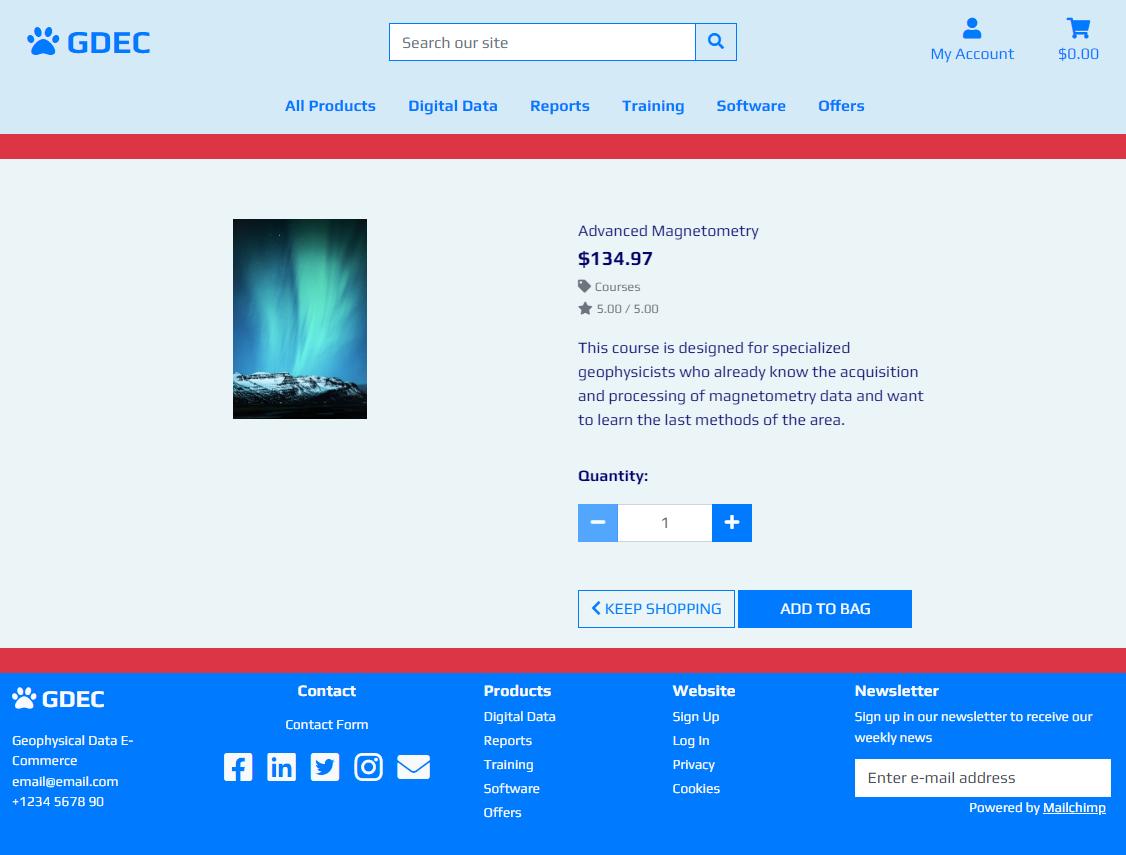 GDEC
Search our site
My Account
$0.00
All Products Digital Data Reports Training Software Offers
Advanced Magnetometry
$134.97
Courses
5.00 / 5.00
This course is designed for specialized
geophysicists who already know the acquisition
and processing of magnetometry data and want
to learn the last methods of the area.
Quantity:
1
KEEP SHOPPING
ADD TO BAG
GDEC
Geophysical Data E-
Commerce
email@email.com
+1234 5678 90
Contact
Contact Form
Products
Digital Data
Reports
Training
Software
Offers
Website
Sign Up
Log In
Privacy
Cookies
Newsletter
Sign up in our newsletter to receive our
weekly news
Enter e-mail address
Powered by Mailchimp